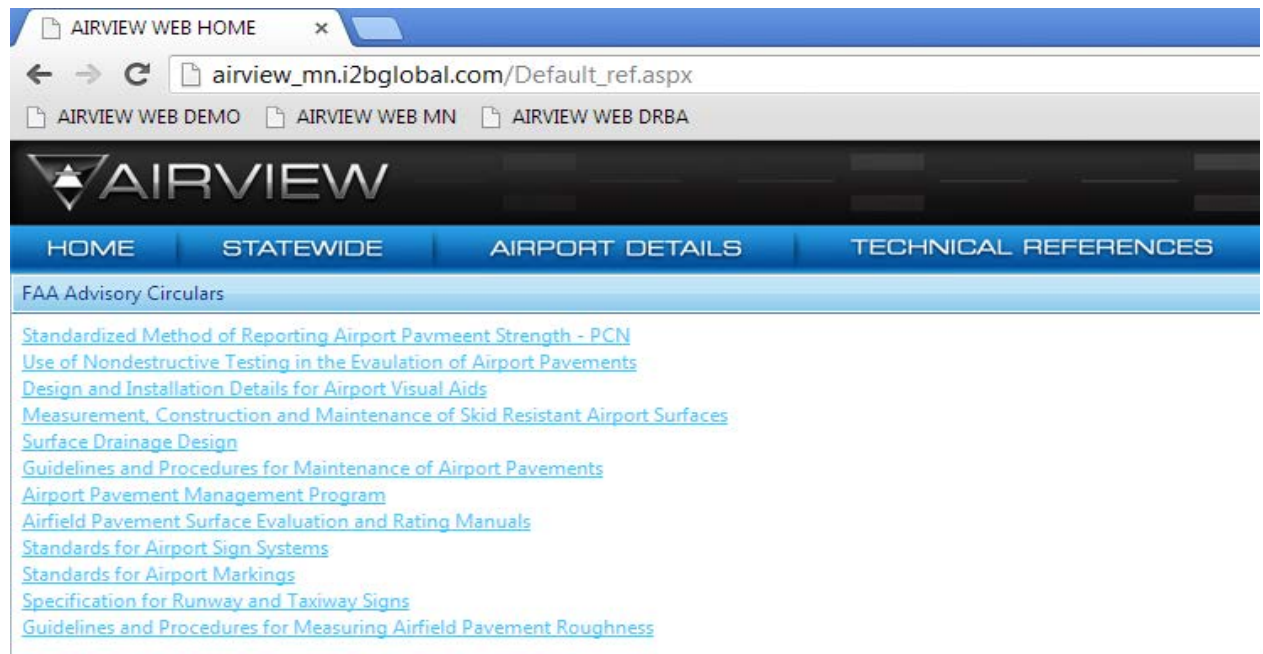 AIRVIEW WEB HOME
airview_mn.i2bglobal.com/Default_ref.aspx
AIRVIEW WEB DEMO AIRVIEW WEB MN AIRVIEW WEB DRBA
AIRVIEW
HOME STATEWIDE AIRPORT DETAILS TECHNICAL REFERENCES
FAA Advisory Circulars
Standardized Method of Reporting Airport Pavmeent Strength - PCN
Use of Nondestructive Testing in the Evaulation of Airport Pavements
Design and Installation Details for Airport Visual Aids
Measurement, Construction and Maintenance of Skid Resistant Airport Surfaces
Surface Drainage Design
Guidelines and Procedures for Maintenance of Airport Pavements
Airport Pavement Management Program
Airfield Pavement Surface Evaluation and Rating Manuals
Standards for Airport Sign Systems
Standards for Airport Markings
Specification for Runway and Taxiway Signs
Guidelines and Procedures for Measuring Airfield Pavement Roughness